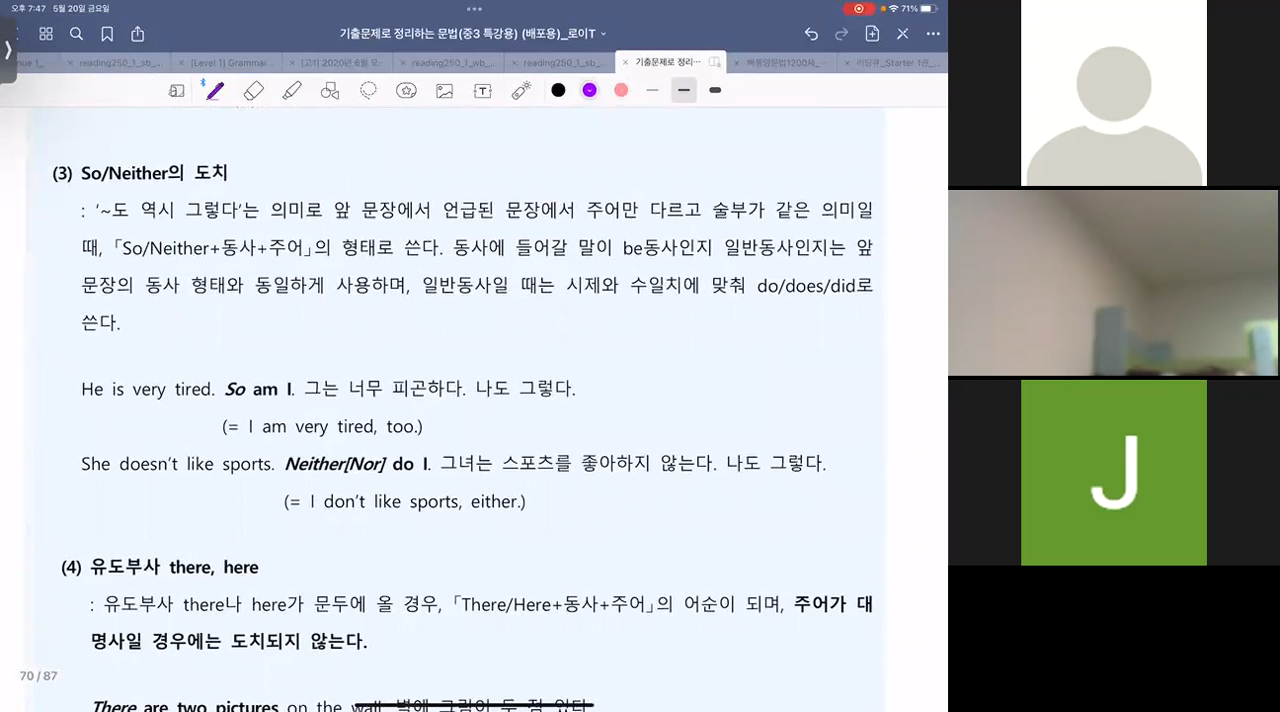 오후 7:47 5월 20일 금요일
71%
기출문제로 정리하는 문법(중3 특강용) (배포용)_로이T
reading250_1_sb_...
[Level 1] Grammar...
reading250_1_wb_...
reading250_1_sb_...
기출문제로 정리...
(3) So/Neither의 도치
: '~도 역시 그렇다'는 의미로 앞 문장에서 언급된 문장에서 주어만 다르고 술부가 같은 의미일
때, 「So/Neither+동사+주어」의 형태로 쓴다. 동사에 들어갈 말이 be동사인지 일반동사인지는 앞
문장의 동사 형태와 동일하게 사용하며, 일반동사일 때는 시제와 수일치에 맞춰 do/does/did로
쓴다.
He is very tired. So am I. 그는 너무 피곤하다. 나도 그렇다.
(= I am very tired, too.)
She doesn't like sports. Neither[Nor] do I. 그녀는 스포츠를 좋아하지 않는다. 나도 그렇다.
(= I don't like sports, either.)
(4) 유도부사 there, here
: 유도부사 there나 here가 문두에 올 경우, 「There/Here+동사+주어」의 어순이 되며, 주어가 대
명사일 경우에는 도치되지 않는다.
70 / 87
There are two pictures on the wall. 벽에 그림이 두 점 있다.
J